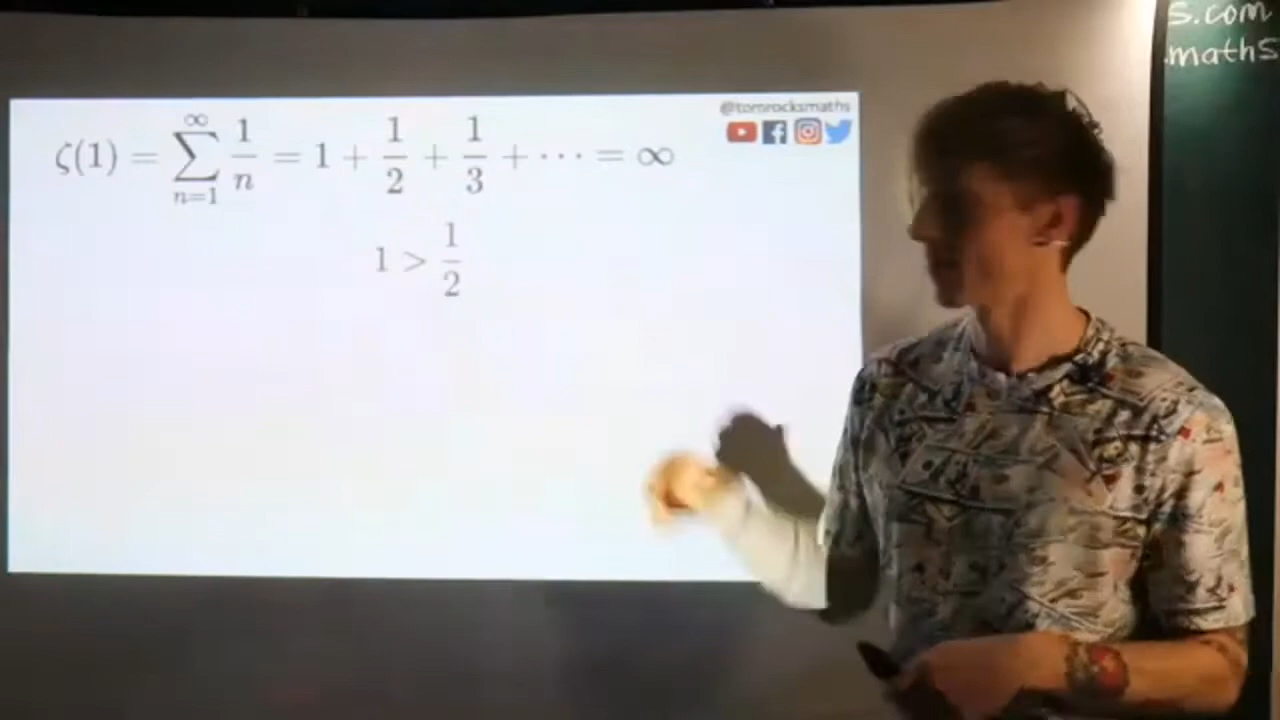 @tomrocksmaths
ζ(1) = ∑_{n=1}^{∞} 1/n = 1 + 1/2 + 1/3 + ⋯ = ∞
1 > 1/2
s.com
maths